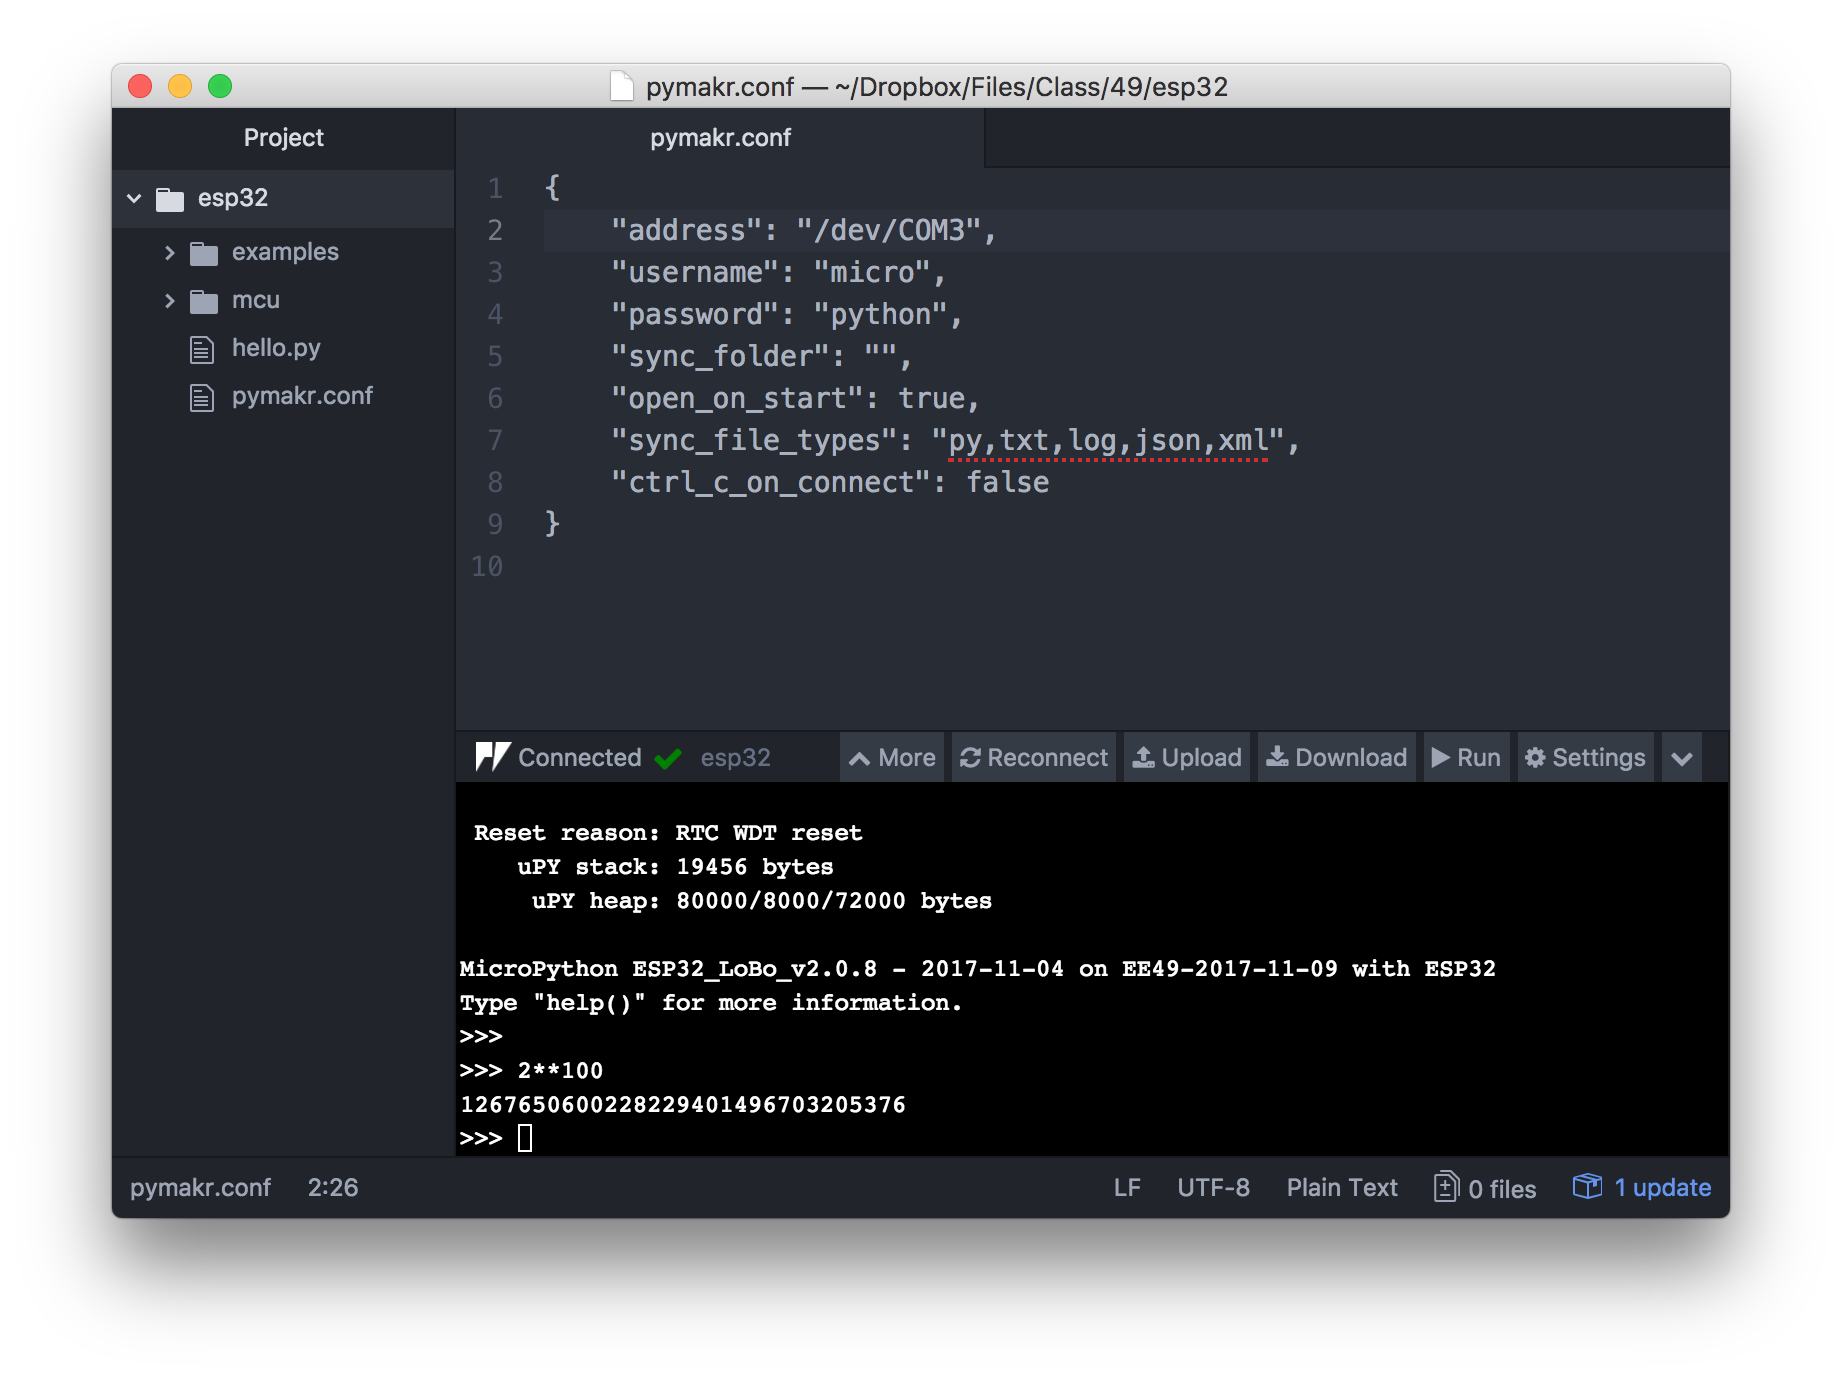 pymakr.conf — ~/Dropbox/Files/Class/49/esp32
Project
esp32
examples
mcu
hello.py
pymakr.conf
pymakr.conf
1 {
2     "address": "/dev/COM3",
3     "username": "micro",
4     "password": "python",
5     "sync_folder": "",
6     "open_on_start": true,
7     "sync_file_types": "py,txt,log,json,xml",
8     "ctrl_c_on_connect": false
9 }
10
Connected esp32 More Reconnect Upload Download Run Settings
Reset reason: RTC WDT reset
uPY stack: 19456 bytes
uPY heap: 80000/8000/72000 bytes
MicroPython ESP32_LoBo_v2.0.8 - 2017-11-04 on EE49-2017-11-09 with ESP32
Type "help()" for more information.
>>>
>>> 2**100
1267650600228229401496703205376
>>>
pymakr.conf 2:26 LF UTF-8 Plain Text 0 files 1 update